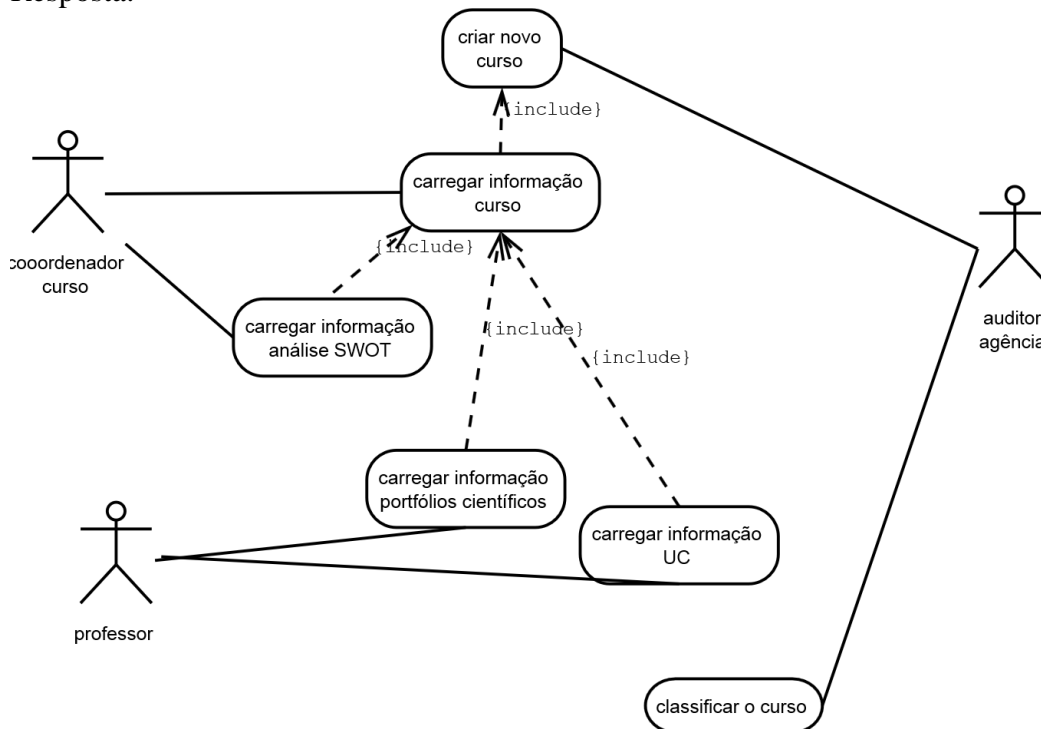 Resposta:
criar novo
curso
{include}
carregar informação
curso
{include}
cooordenador
curso
carregar informação
análise SWOT
{include}
{include}
auditor
agência
carregar informação
portfólios científicos
carregar informação
UC
professor
classificar o curso